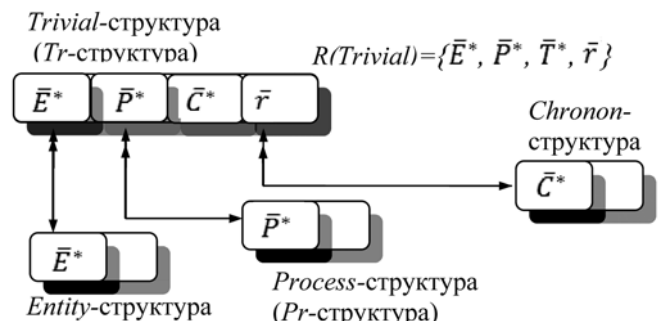 Trivial-структура
(Tr-структура)
R(Trivial)={Ē*, P̄*, T̄*, r̄}
Ē* P̄* C̄* r̄
Chronon-
структура
C̄*
P̄*
Ē*
Process-структура
(Pr-структура)
Entity-структура